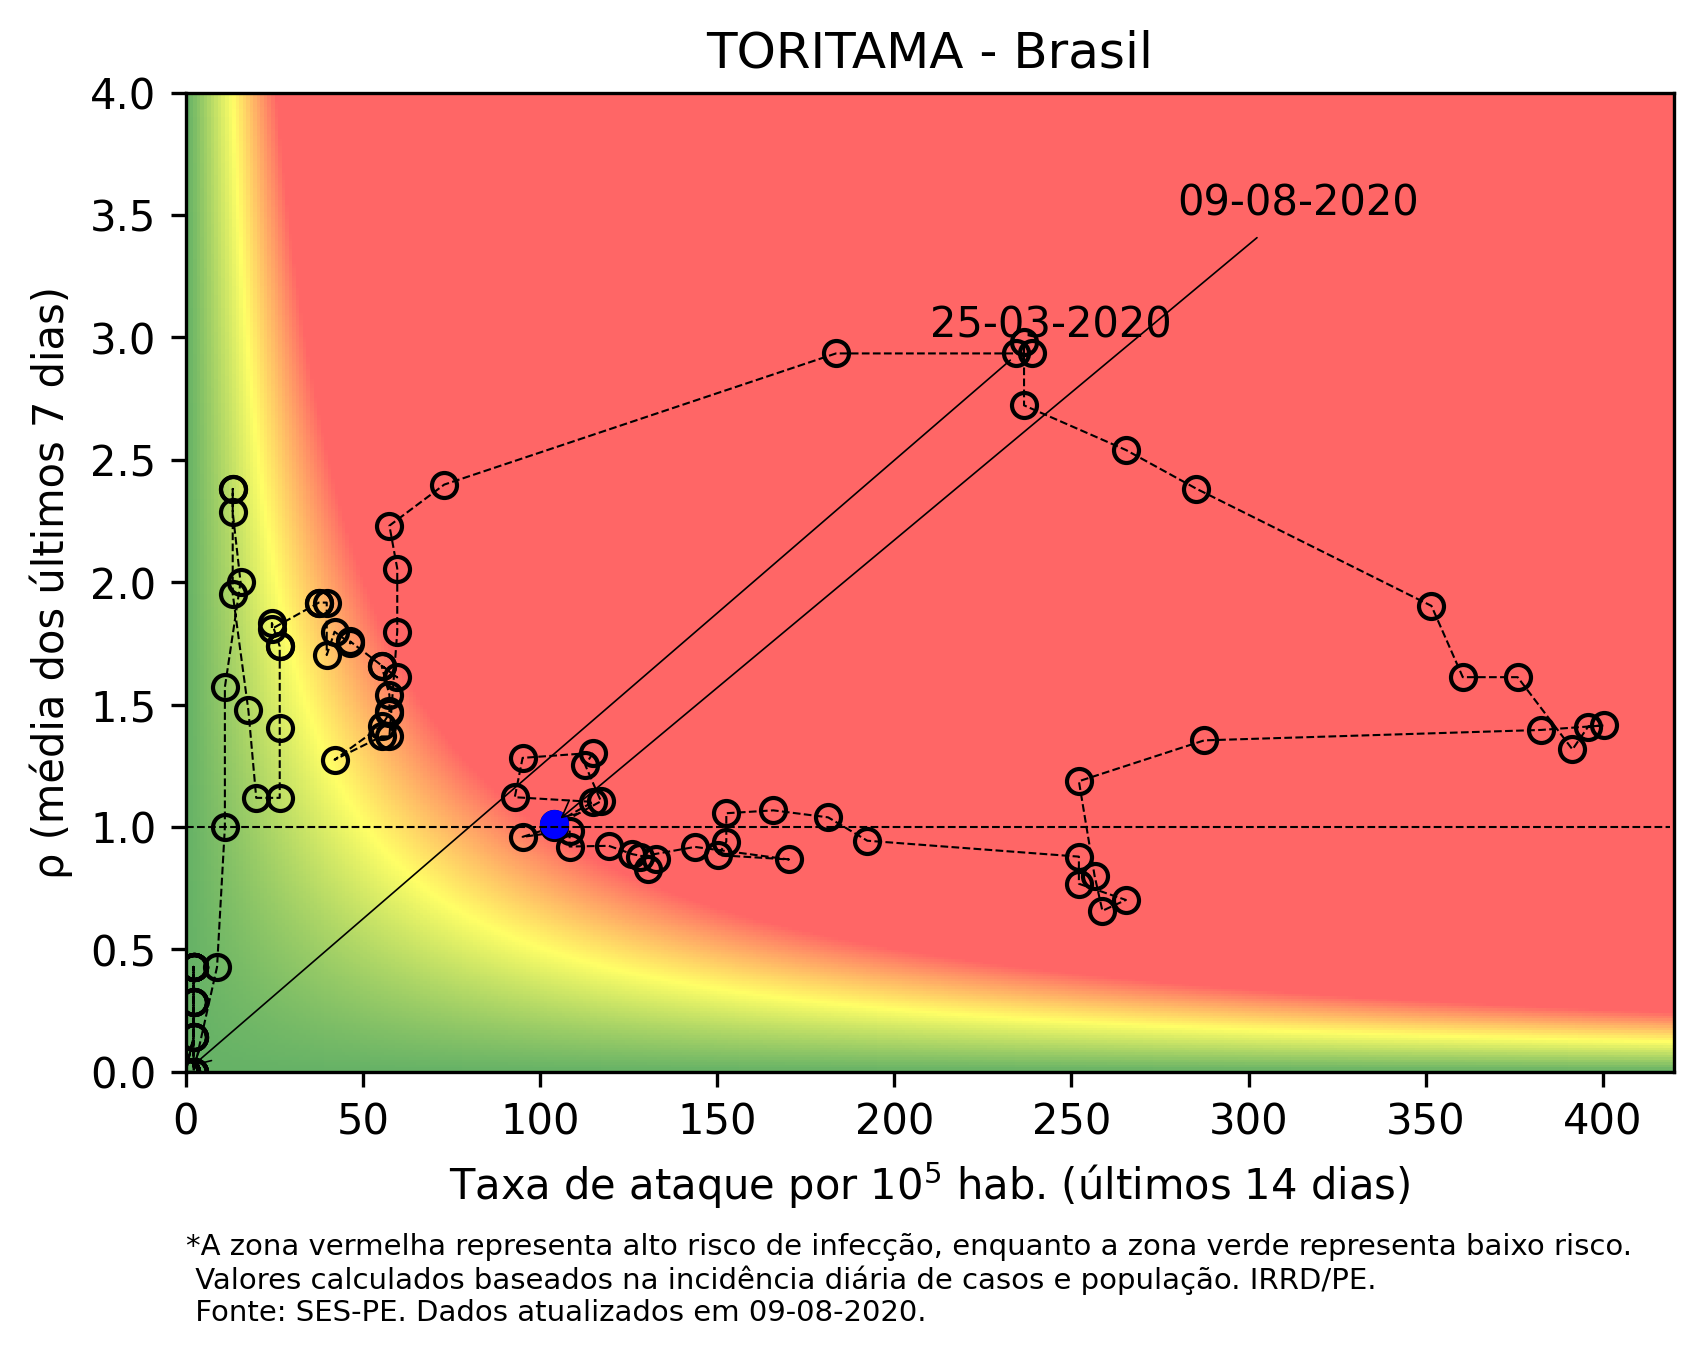 TORITAMA - Brasil
4.0
3.5
3.0
2.5
2.0
1.5
1.0
0.5
0.0
ρ (média dos últimos 7 dias)
09-08-2020
25-03-2020
0 50 100 150 200 250 300 350 400
Taxa de ataque por 10⁵ hab. (últimos 14 dias)
*A zona vermelha representa alto risco de infecção, enquanto a zona verde representa baixo risco.
Valores calculados baseados na incidência diária de casos e população. IRRD/PE.
Fonte: SES-PE. Dados atualizados em 09-08-2020.